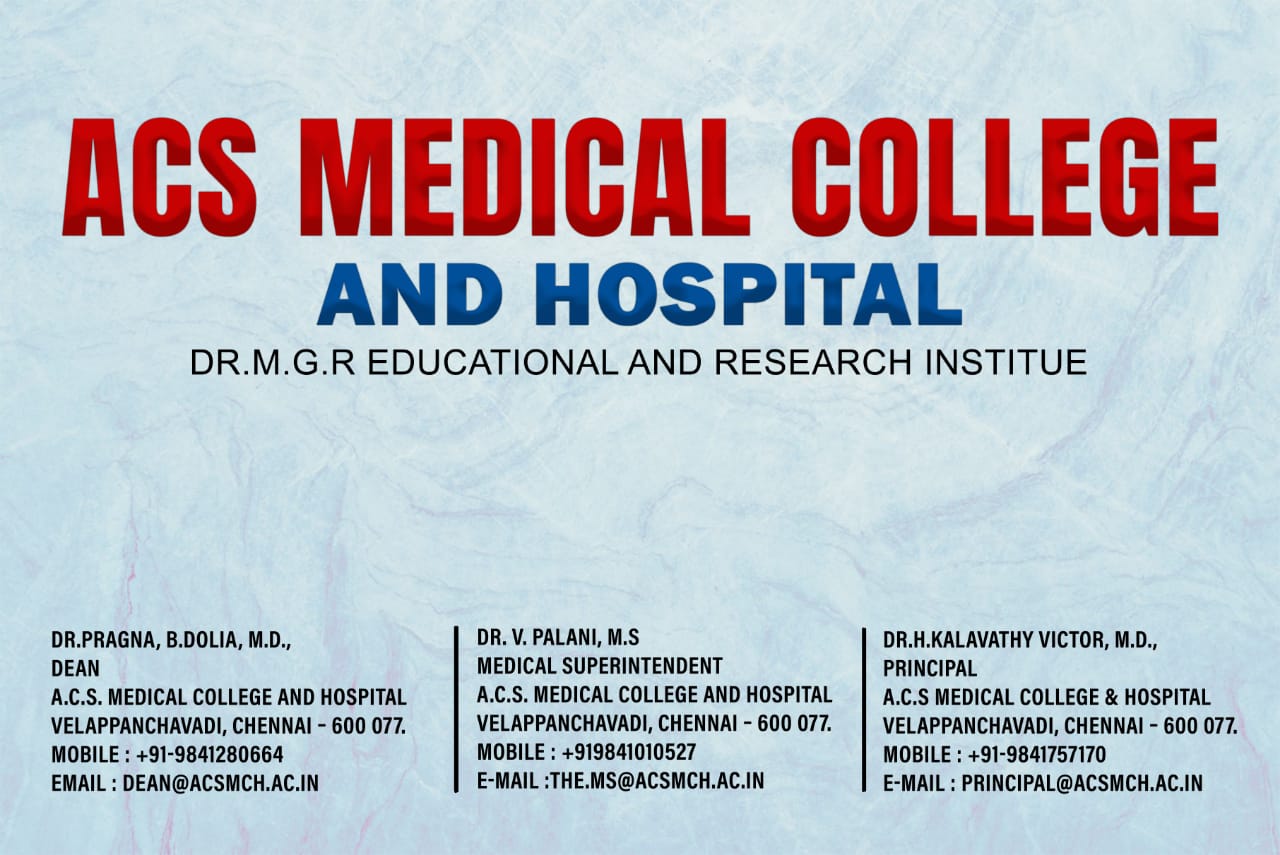 ACS MEDICAL COLLEGE
AND HOSPITAL
DR.M.G.R EDUCATIONAL AND RESEARCH INSTITUE
DR.PRAGNA, B.DOLIA, M.D.,
DEAN
A.C.S. MEDICAL COLLEGE AND HOSPITAL
VELAPPANCHAVADI, CHENNAI – 600 077.
MOBILE : +91-9841280664
EMAIL : DEAN@ACSMCH.AC.IN
DR. V. PALANI, M.S
MEDICAL SUPERINTENDENT
A.C.S. MEDICAL COLLEGE AND HOSPITAL
VELAPPANCHAVADI, CHENNAI – 600 077.
MOBILE : +919841010527
E-MAIL :THE.MS@ACSMCH.AC.IN
DR.H.KALAVATHY VICTOR, M.D.,
PRINCIPAL
A.C.S MEDICAL COLLEGE & HOSPITAL
VELAPPANCHAVADI, CHENNAI – 600 077.
MOBILE : +91-9841757170
E-MAIL : PRINCIPAL@ACSMCH.AC.IN